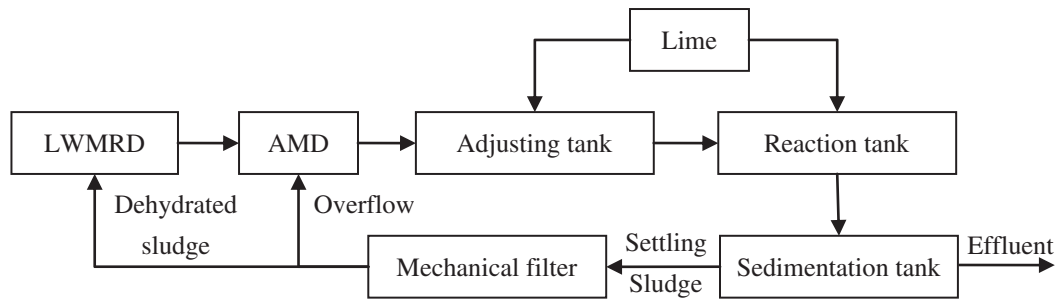 Lime
LWMRD
AMD
Adjusting tank
Reaction tank
Dehydrated
sludge
Overflow
Mechanical filter
Settling
Sludge
Sedimentation tank
Effluent